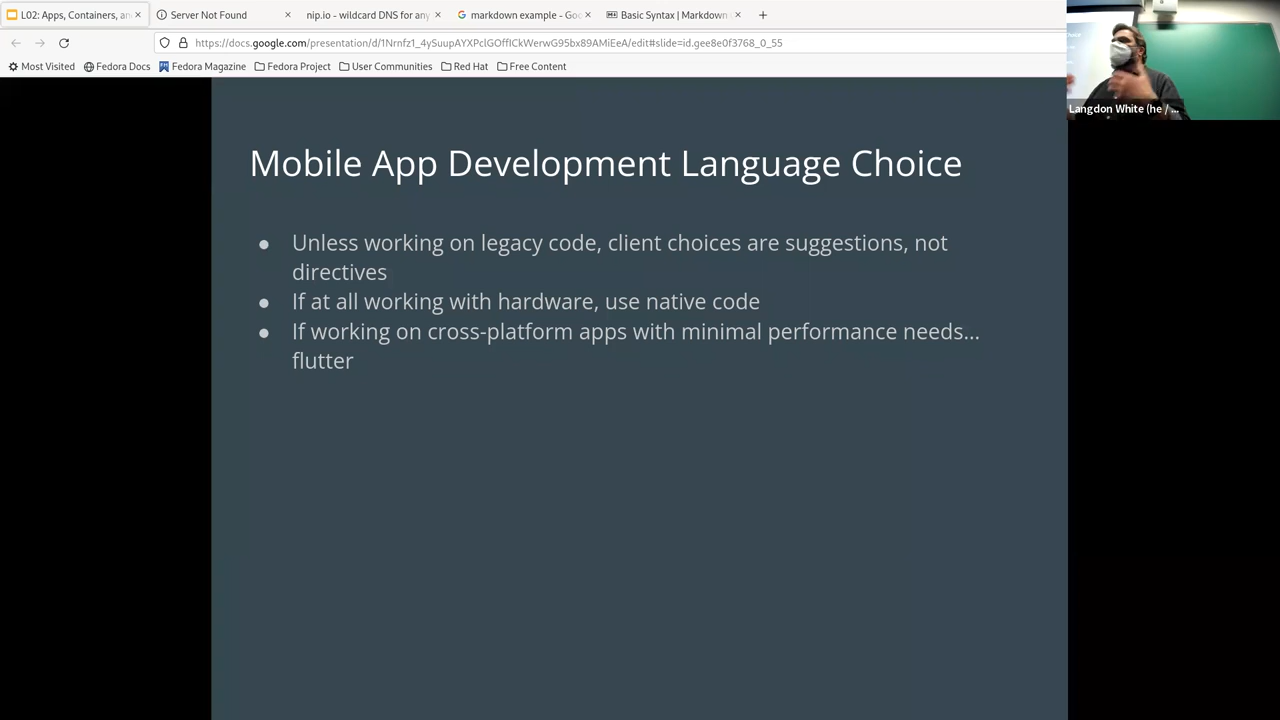 L02: Apps, Containers, an
Server Not Found
nip.io - wildcard DNS for any
markdown example - Goo
Basic Syntax | Markdown
https://docs.google.com/presentation/d/1Nrnfz1_4ySuupAYXPclGOffICkWerwG95bx89AMiEeA/edit#slide=id.gee8e0f3768_0_55
Most Visited
Fedora Docs
Fedora Magazine
Fedora Project
User Communities
Red Hat
Free Content
Langdon White (he / ...
Mobile App Development Language Choice
● Unless working on legacy code, client choices are suggestions, not
directives
● If at all working with hardware, use native code
● If working on cross-platform apps with minimal performance needs...
flutter